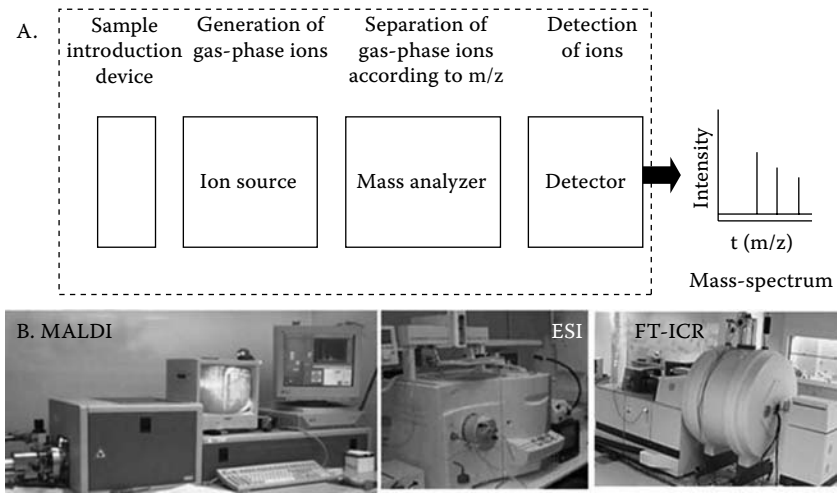 A.
Sample
introduction
device
Generation of
gas-phase ions
Separation of
gas-phase ions
according to m/z
Detection
of ions
Ion source
Mass analyzer
Detector
Intensity
t (m/z)
Mass-spectrum
B. MALDI
ESI
FT-ICR